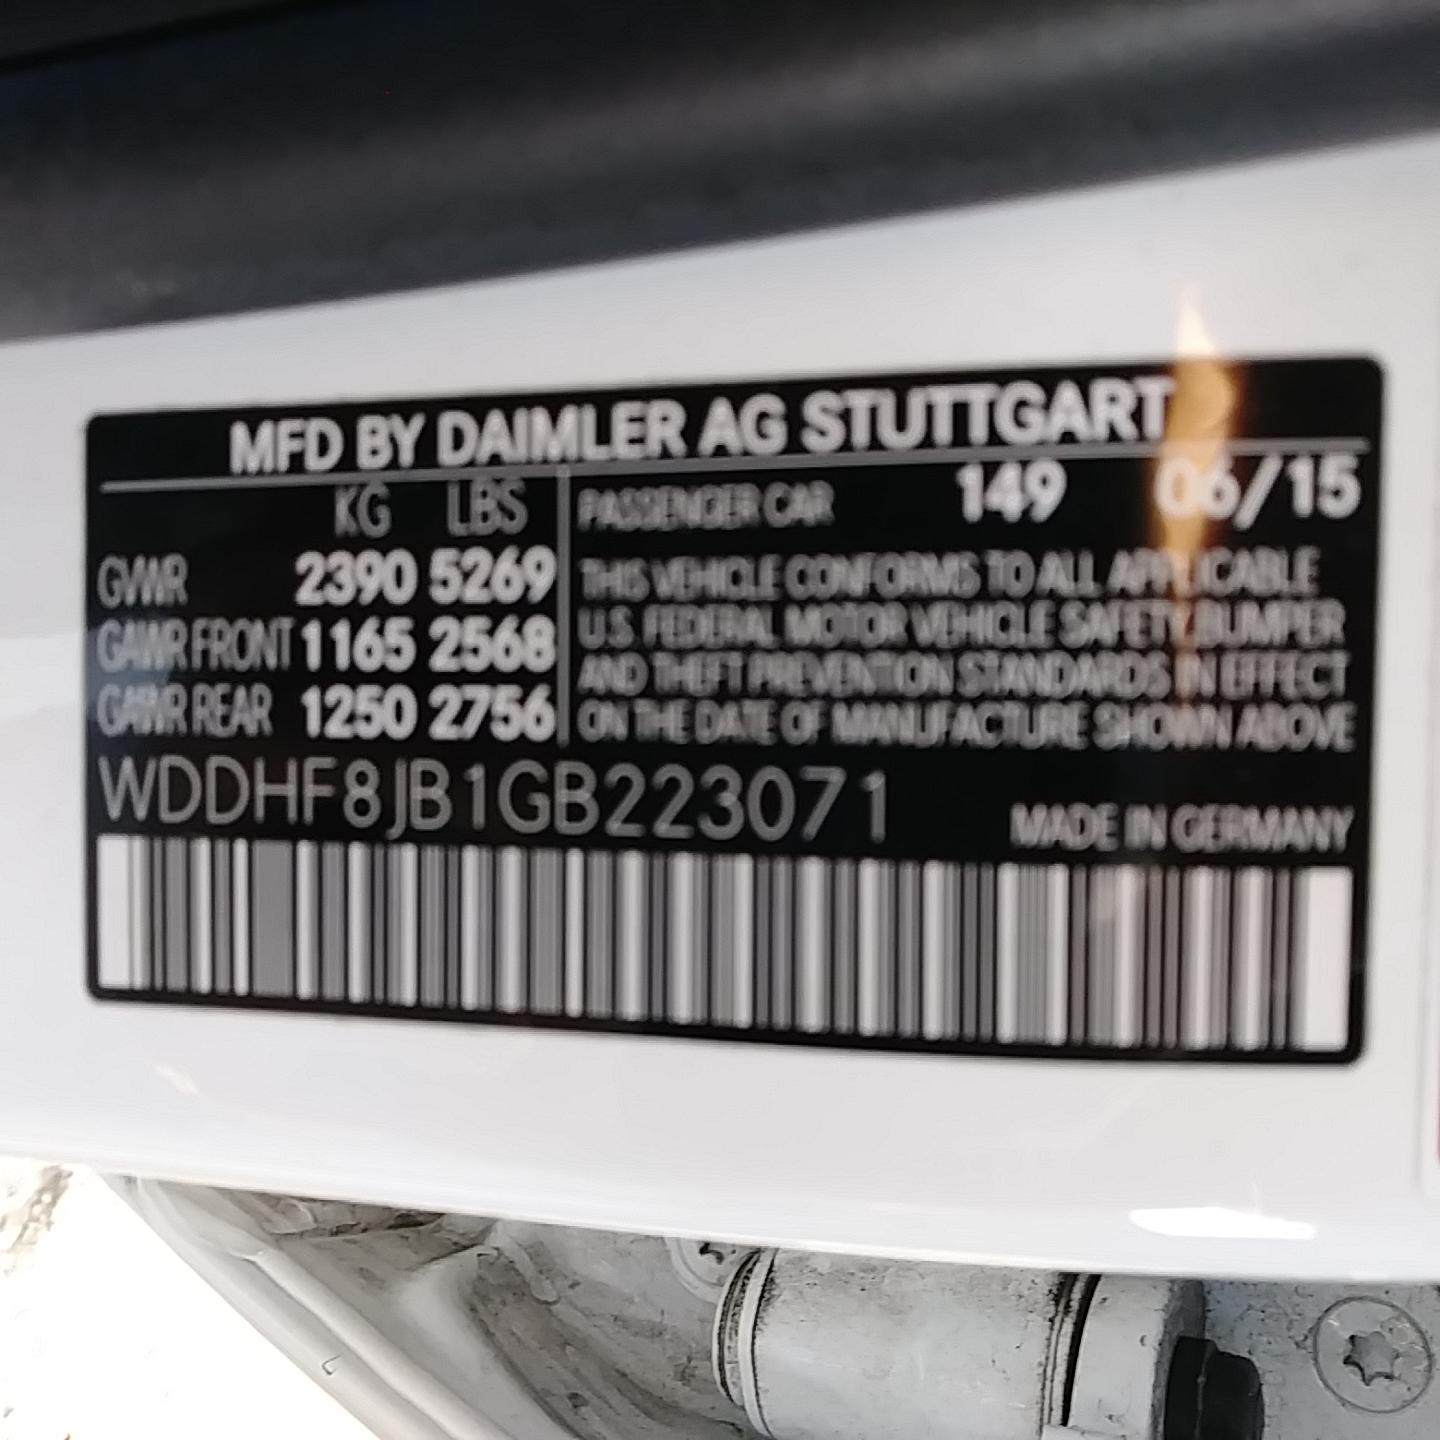 MFD BY DAIMLER AG STUTTGART
KG LBS
GVWR 2390 5269
GAWR FRONT 1165 2568
GAWR REAR 1250 2756
PASSENGER CAR 149 06/15
THIS VEHICLE CONFORMS TO ALL APPLICABLE
U.S. FEDERAL MOTOR VEHICLE SAFETY, BUMPER
AND THEFT PREVENTION STANDARDS IN EFFECT
ON THE DATE OF MANUFACTURE SHOWN ABOVE
WDDHF8JB1GB223071
MADE IN GERMANY